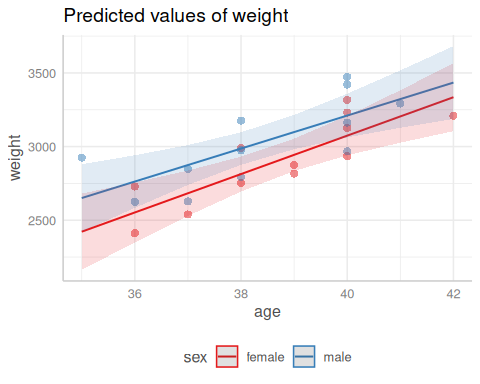 Predicted values of weight
3500
3000
2500
weight
36
38
40
42
age
sex
female
male